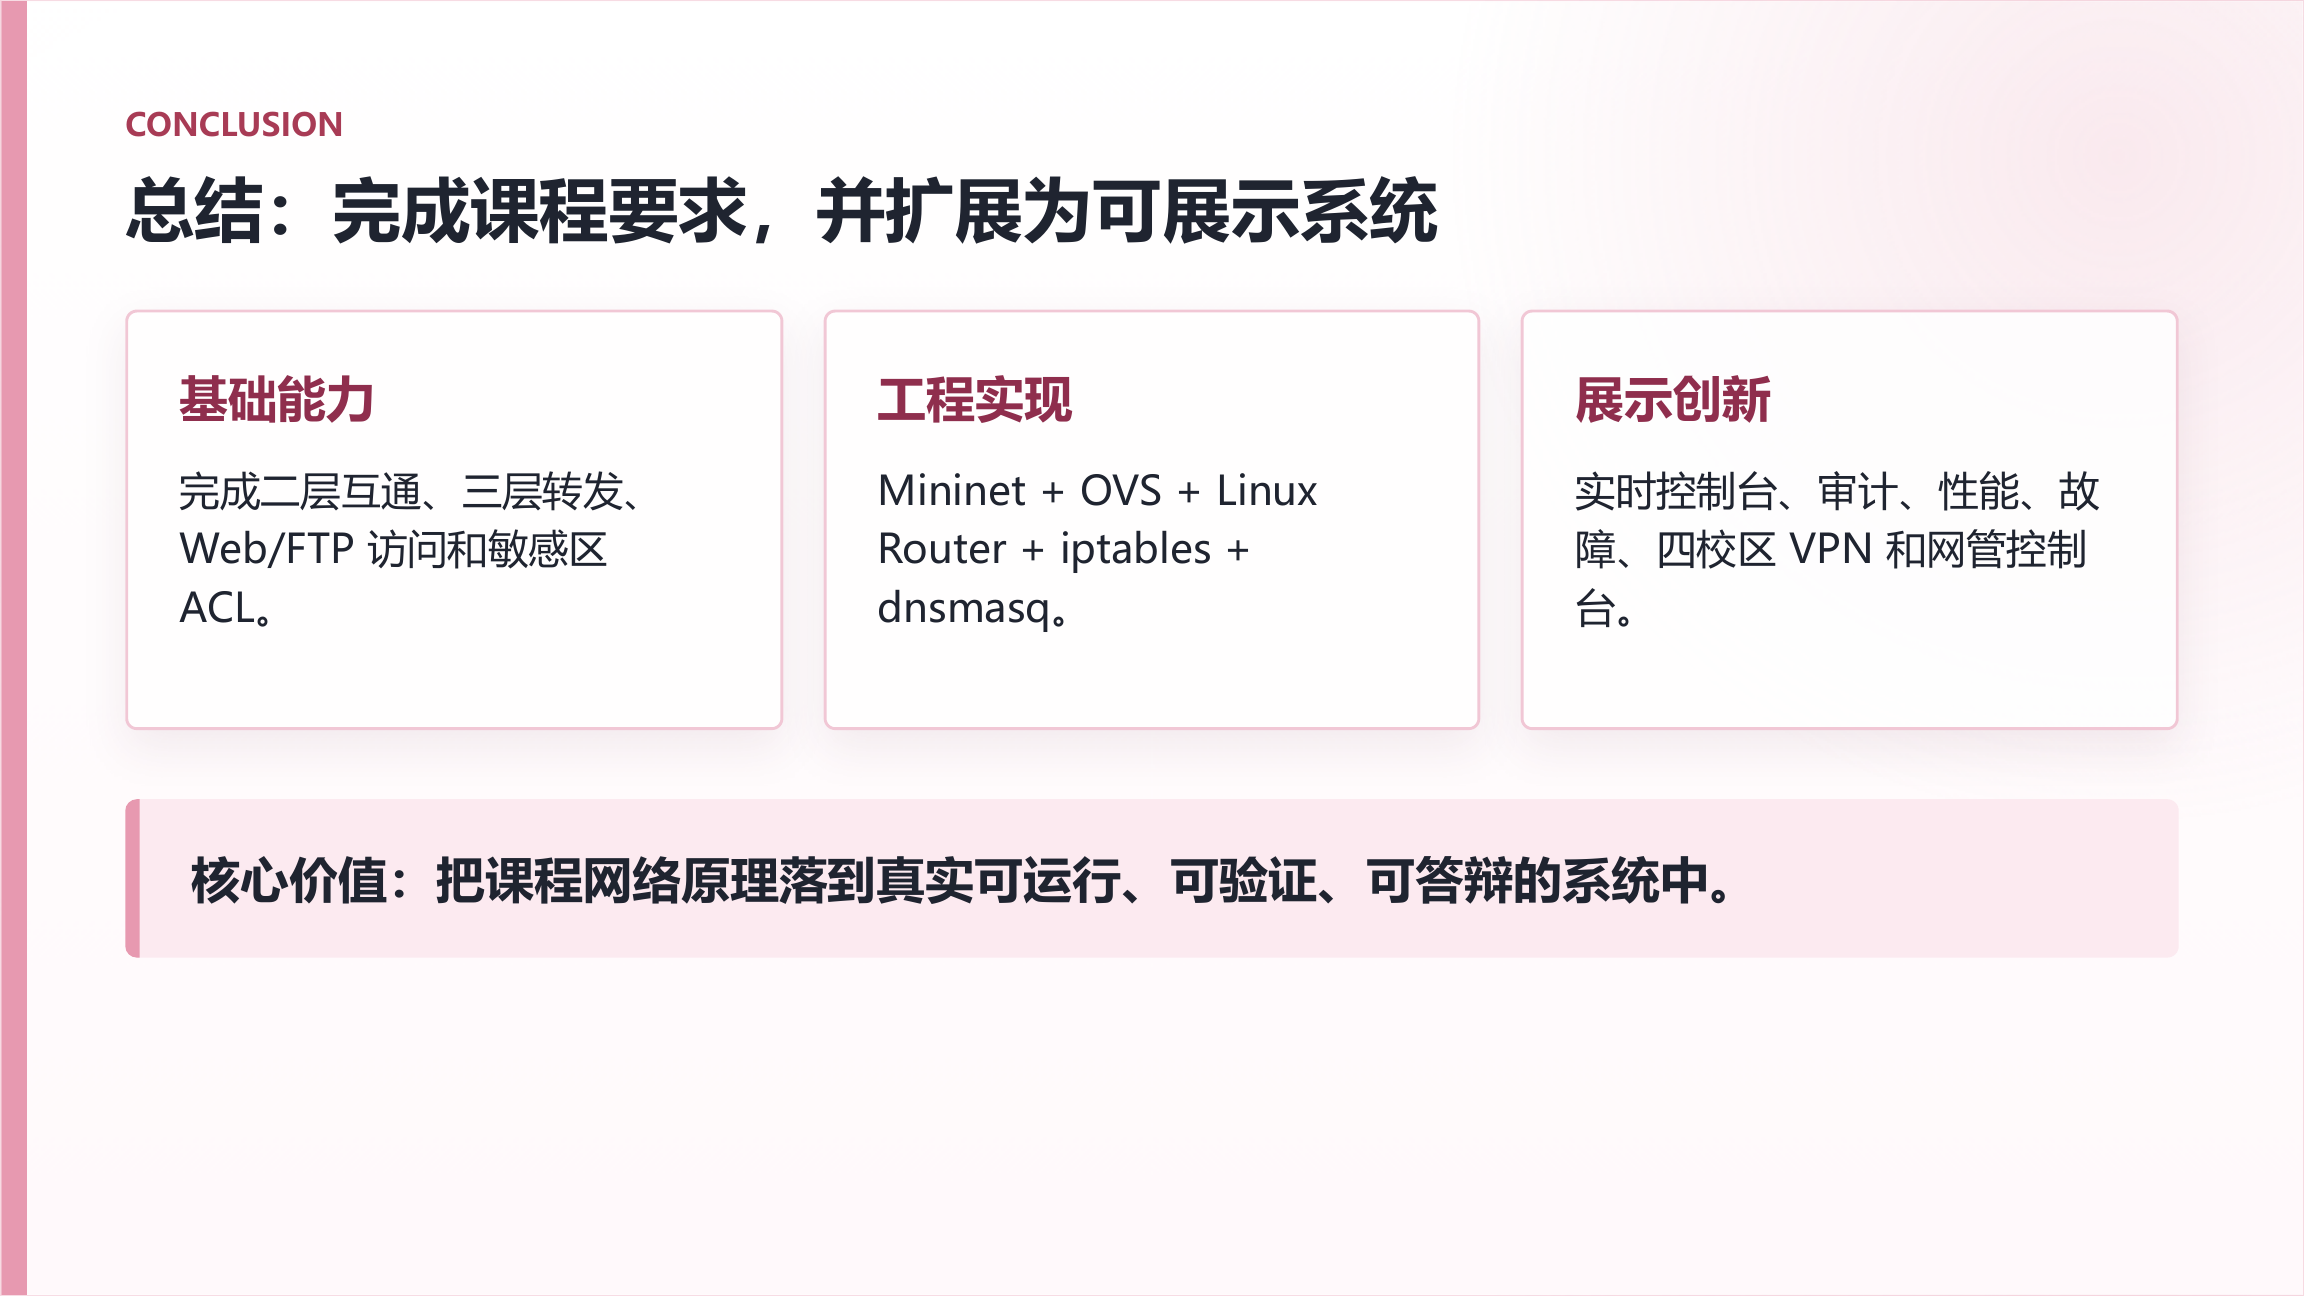 CONCLUSION
总结：完成课程要求，并扩展为可展示系统
基础能力
完成二层互通、三层转发、
Web/FTP 访问和敏感区
ACL。
工程实现
Mininet + OVS + Linux
Router + iptables +
dnsmasq。
展示创新
实时控制台、审计、性能、故
障、四校区 VPN 和网管控制
台。
核心价值：把课程网络原理落到真实可运行、可验证、可答辩的系统中。